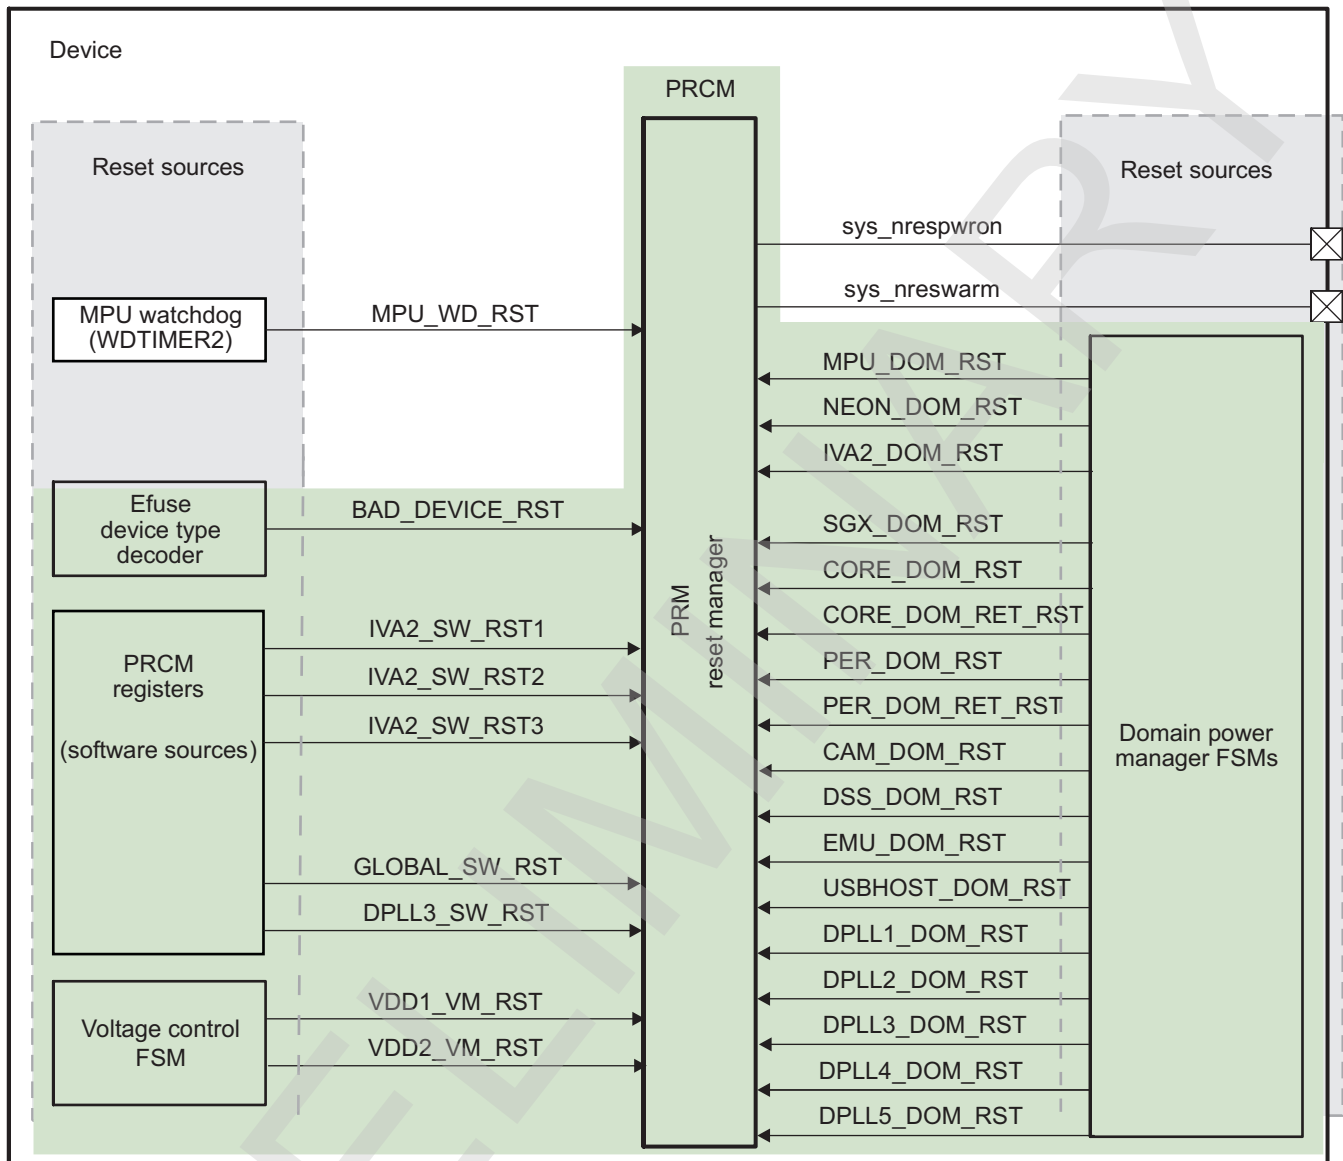 Device
PRCM
Reset sources
MPU watchdog
(WDTIMER2)
MPU_WD_RST
Efuse
device type
decoder
BAD_DEVICE_RST
PRCM
registers
(software sources)
IVA2_SW_RST1
IVA2_SW_RST2
IVA2_SW_RST3
GLOBAL_SW_RST
DPLL3_SW_RST
Voltage control
FSM
VDD1_VM_RST
VDD2_VM_RST
PRM
reset manager
Reset sources
sys_nrespwron
sys_nreswarm
MPU_DOM_RST
NEON_DOM_RST
IVA2_DOM_RST
SGX_DOM_RST
CORE_DOM_RST
CORE_DOM_RET_RST
PER_DOM_RST
PER_DOM_RET_RST
CAM_DOM_RST
DSS_DOM_RST
EMU_DOM_RST
USBHOST_DOM_RST
DPLL1_DOM_RST
DPLL2_DOM_RST
DPLL3_DOM_RST
DPLL4_DOM_RST
DPLL5_DOM_RST
Domain power
manager FSMs
ELIMINARY